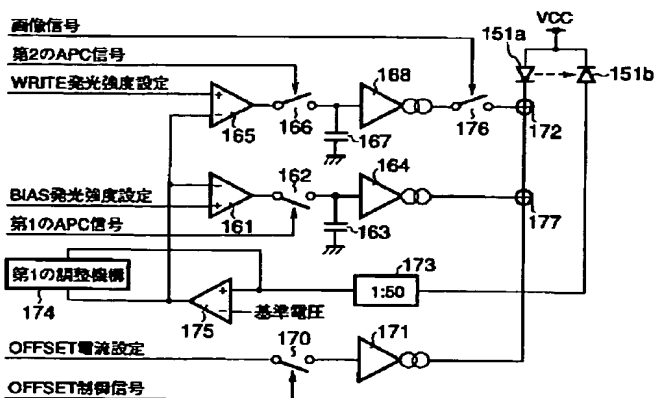 画像信号
第2のAPC信号
WRITE発光強度設定
165
166
167
168
176
VCC
151a
151b
172
BIAS発光強度設定
第1のAPC信号
161
162
163
164
177
第1の調整機構
174
175
基準電圧
173
1:50
OFFSET電流設定
170
171
OFFSET制御信号